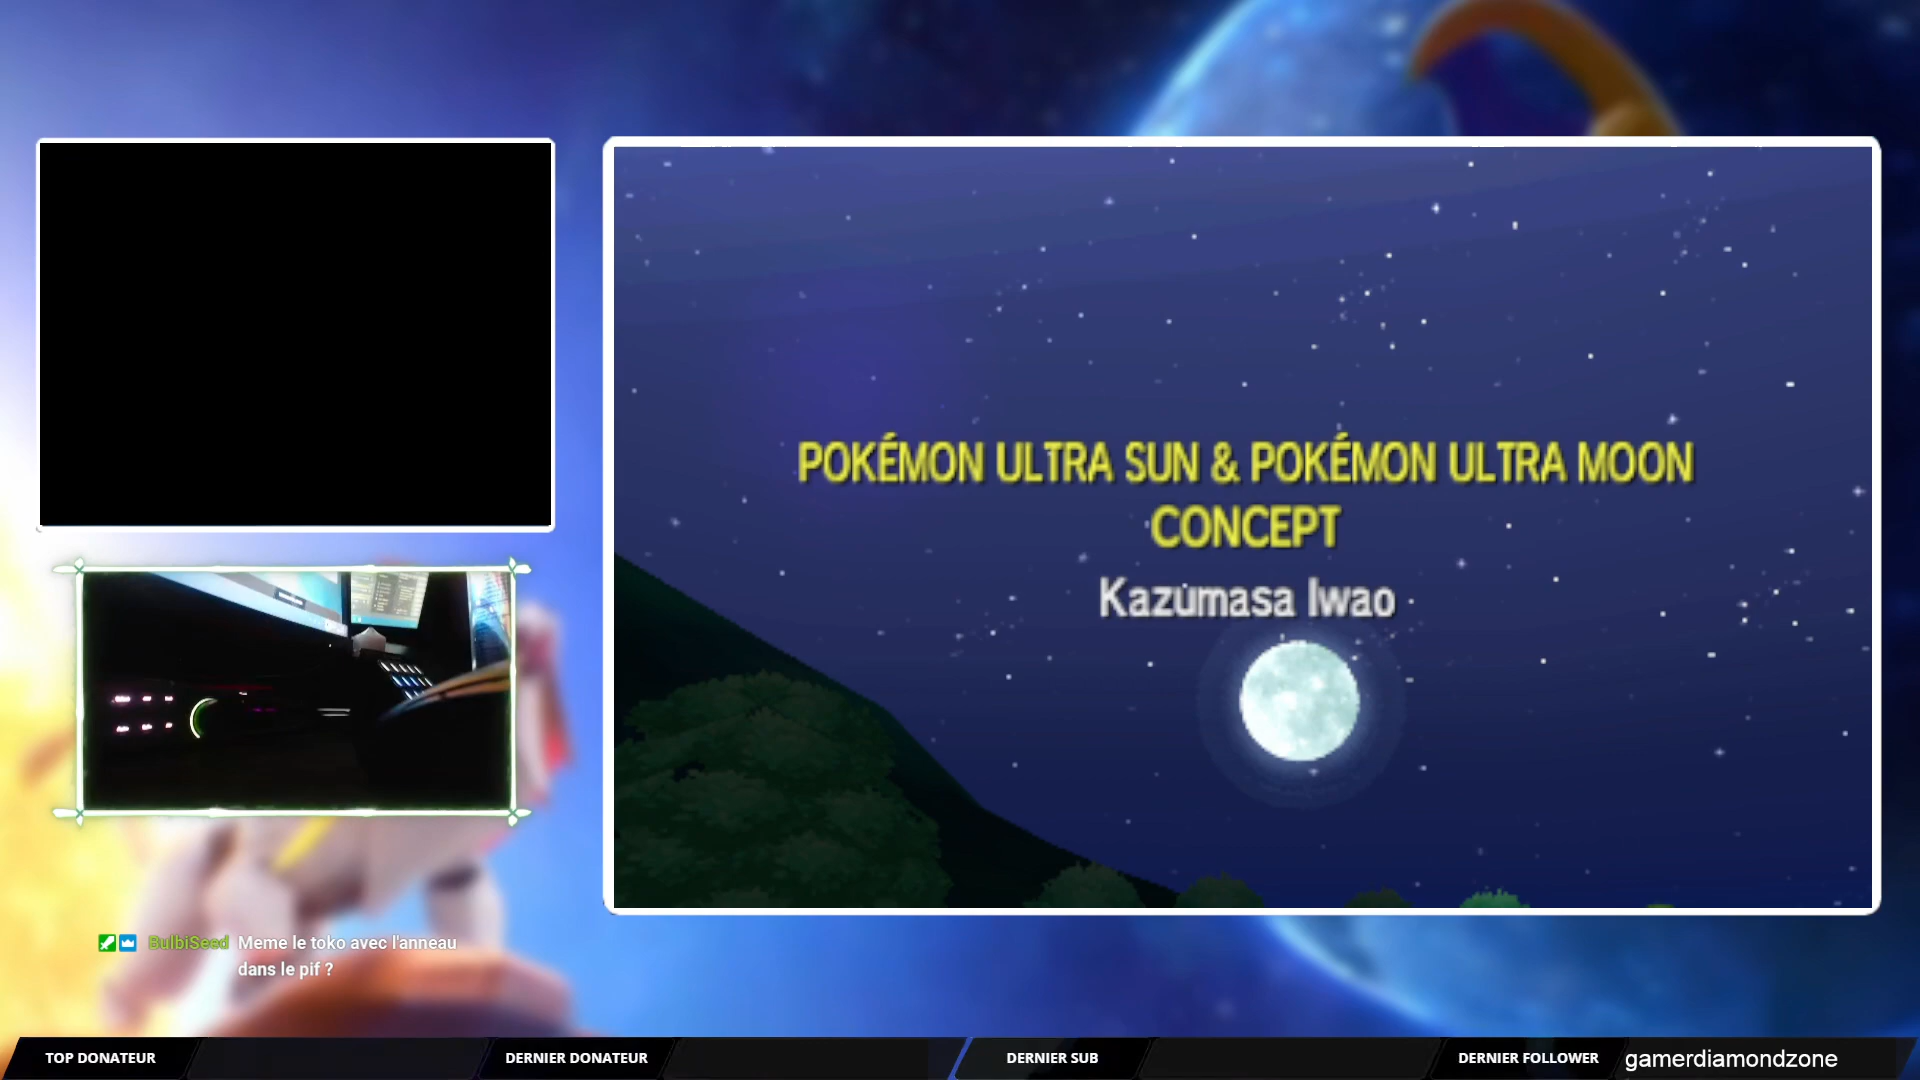 POKÉMON ULTRA SUN & POKÉMON ULTRA MOON
CONCEPT
Kazumasa Iwao
BulbiSeed Meme le toko avec l'anneau
dans le pif ?
TOP DONATEUR
DERNIER DONATEUR
DERNIER SUB
DERNIER FOLLOWER gamerdiamondzone